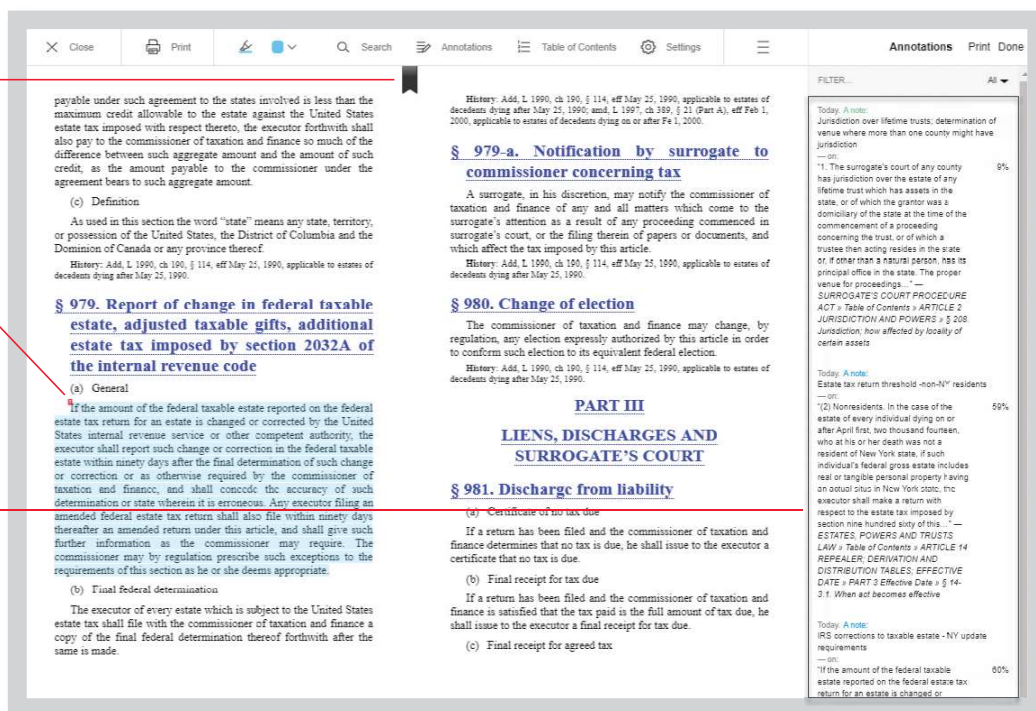 Close
Print
Search
Annotations
Table of Contents
Settings
Annotations
Print Done
payable under such agreement to the states involved is less than the
maximum credit allowable to the estate against the United States
estate tax imposed with respect thereto, the executor forthwith shall
also pay to the commissioner of taxation and finance so much of the
difference between such aggregate amount and the amount of such
credit, as the amount payable to the commissioner under the
agreement bears to such aggregate amount.
(c) Definition
As used in this section the word “state” means any state, territory,
or possession of the United States, the District of Columbia and the
Dominion of Canada or any province thereof.
History: Add, L 1990, ch 190, § 114, eff May 25, 1990, applicable to estates of
decedents dying after May 25, 1990.
§ 979. Report of change in federal taxable
estate, adjusted taxable gifts, additional
estate tax imposed by section 2032A of
the internal revenue code
(a) General
If the amount of the federal taxable estate reported on the federal
estate tax return for an estate is changed or corrected by the United
States internal revenue service or other competent authority, the
executor shall report such change or correction in the federal taxable
estate within ninety days after the final determination of such change
or correction or as otherwise required by the commissioner of
taxation and finance, and shall concede the accuracy of such
determination or state wherein it is erroneous. Any executor filing an
amended federal estate tax return shall also file within ninety days
thereafter an amended return under this article, and shall give such
further information as the commissioner may require. The
commissioner may by regulation prescribe such exceptions to the
requirements of this section as he or she deems appropriate.
(b) Final federal determination
The executor of every estate which is subject to the United States
estate tax shall file with the commissioner of taxation and finance a
copy of the final federal determination thereof forthwith after the
same is made.
History: Add, L 1990, ch 190, § 114, eff May 25, 1990, applicable to estates of
decedents dying after May 25, 1990; amd, L 1997, ch 389, § 21 (Part A), eff Feb 1,
2000, applicable to estates of decedents dying on or after Fe 1, 2000.
§ 979-a. Notification by surrogate to
commissioner concerning tax
A surrogate, in his discretion, may notify the commissioner of
taxation and finance of any and all matters which come to the
surrogate's attention as a result of any proceeding commenced in
surrogate's court, or the filing therein of papers or documents, and
which affect the tax imposed by this article.
History: Add, L 1990, ch 190, § 114, eff May 25, 1990, applicable to estates of
decedents dying after May 25, 1990.
§ 980. Change of election
The commissioner of taxation and finance may change, by
regulation, any election expressly authorized by this article in order
to conform such election to its equivalent federal election.
History: Add, L 1990, ch 190, § 114, eff May 25, 1990, applicable to estates of
decedents dying after May 25, 1990.
PART III
LIENS, DISCHARGES AND
SURROGATE'S COURT
§ 981. Discharge from liability
(a) Certificate of no tax due
If a return has been filed and the commissioner of taxation and
finance determines that no tax is due, he shall issue to the executor a
certificate that no tax is due.
(b) Final receipt for tax due
If a return has been filed and the commissioner of taxation and
finance is satisfied that the tax paid is the full amount of tax due, he
shall issue to the executor a final receipt for tax due.
(c) Final receipt for agreed tax
FILTER...
All
Today. A note:
Jurisdiction over lifetime trusts; determination of
venue where more than one county might have
jurisdiction
— on:
"1. The surrogate's court of any county 9%
has jurisdiction over the estate of any
lifetime trust which has assets in the
state, or of which the grantor was a
domiciliary of the state at the time of the
commencement of a proceeding
concerning the trust, or of which a
trustee then acting resides in the state
or, if other than a natural person, has its
principal office in the state. The proper
venue for proceedings..." —
SURROGATE'S COURT PROCEDURE
ACT » Table of Contents » ARTICLE 2
JURISDICTION AND POWERS » § 208.
Jurisdiction; how affected by locality of
certain assets
Today. A note:
Estate tax return threshold -non-NY residents
— on:
"(2) Nonresidents. In the case of the 59%
estate of every individual dying on or
after April first, two thousand fourteen,
who at his or her death was not a
resident of New York state, if such
individual's federal gross estate includes
real or tangible personal property having
an actual situs in New York state, the
executor shall make a return with
respect to the estate tax imposed by
section nine hundred sixty of this..." —
ESTATES, POWERS AND TRUSTS
LAW » Table of Contents » ARTICLE 14
REPEALER; DERIVATION AND
DISTRIBUTION TABLES; EFFECTIVE
DATE » PART 3 Effective Date » § 14-
3.1. When act becomes effective
Today. A note:
IRS corrections to taxable estate - NY update
requirements
— on:
"If the amount of the federal taxable 60%
estate reported on the federal estate tax
return for an estate is changed or